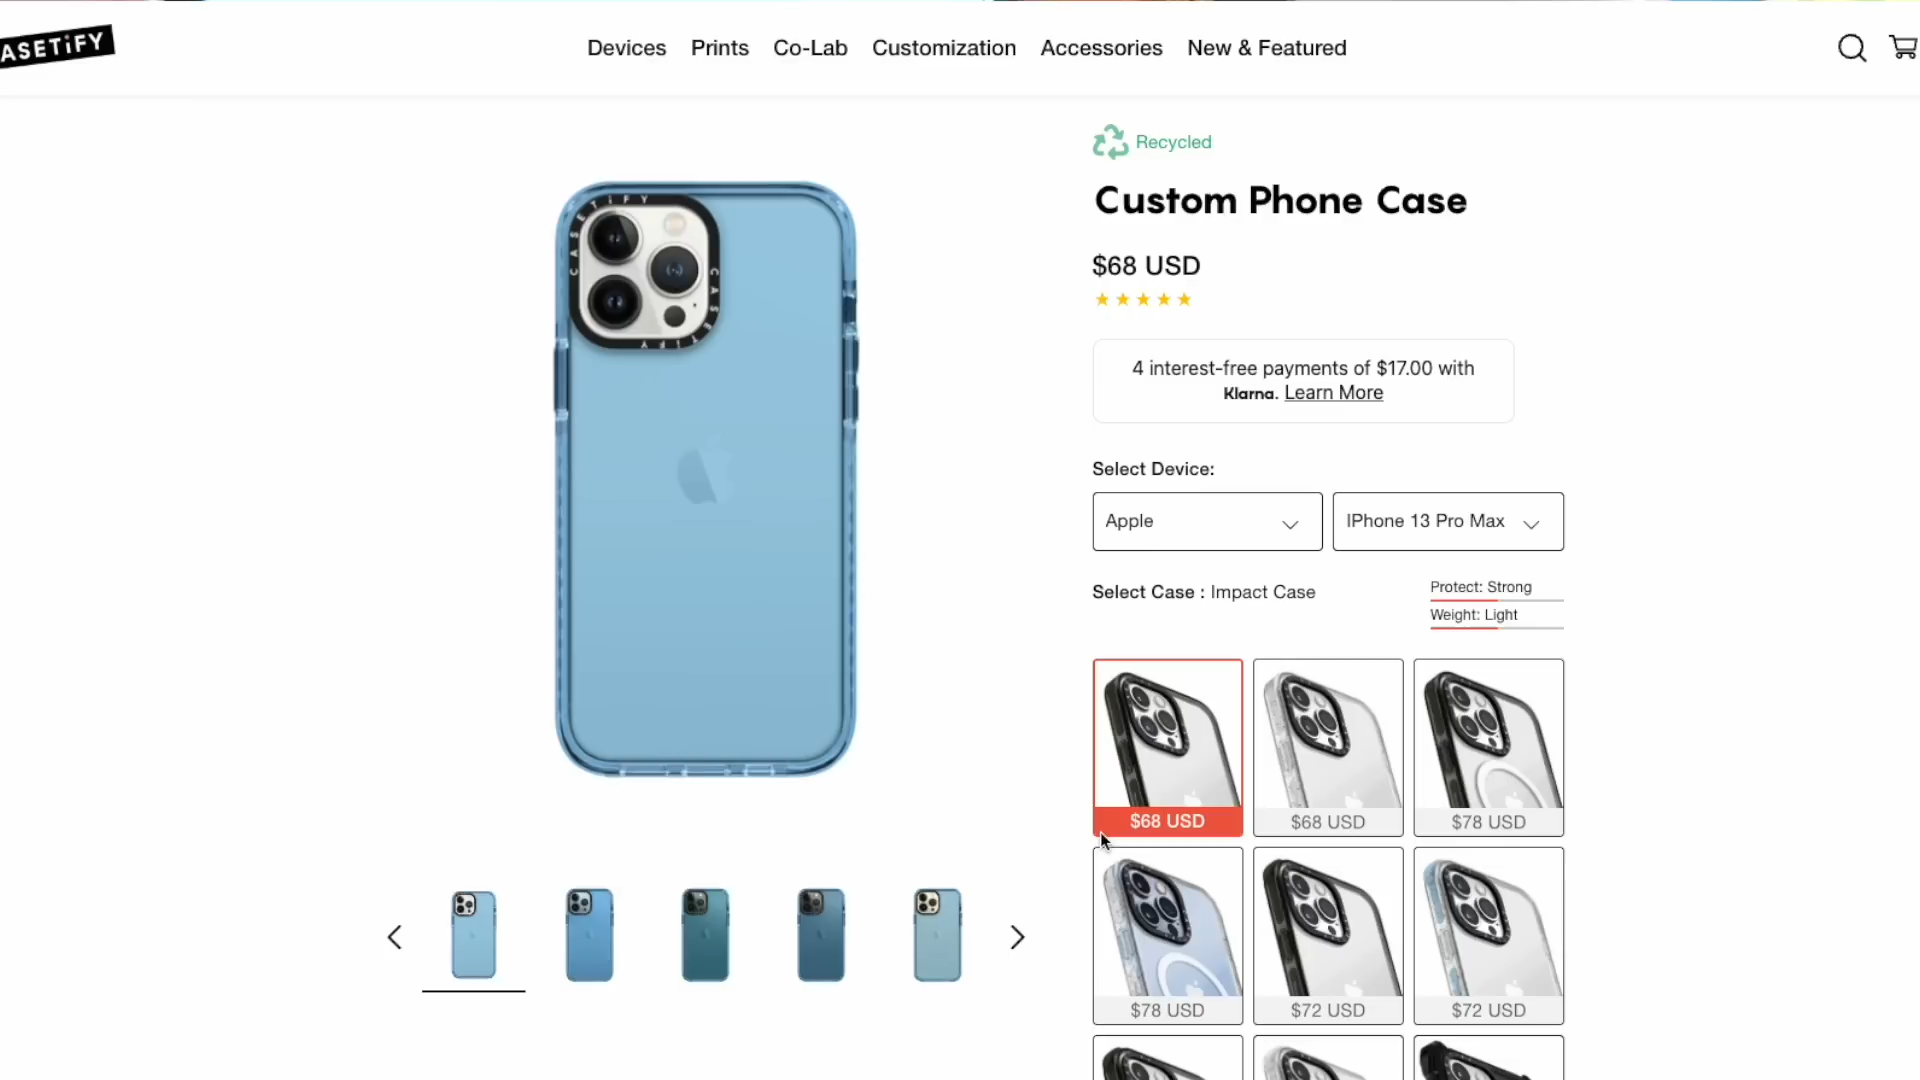 ASETiFY
Devices Prints Co-Lab Customization Accessories New & Featured
Recycled
Custom Phone Case
$68 USD
4 interest-free payments of $17.00 with
Klarna. Learn More
Select Device:
Apple
IPhone 13 Pro Max
Select Case : Impact Case
Protect: Strong
Weight: Light
$68 USD
$68 USD
$78 USD
$78 USD
$72 USD
$72 USD
CASETiFY
CASETiFY